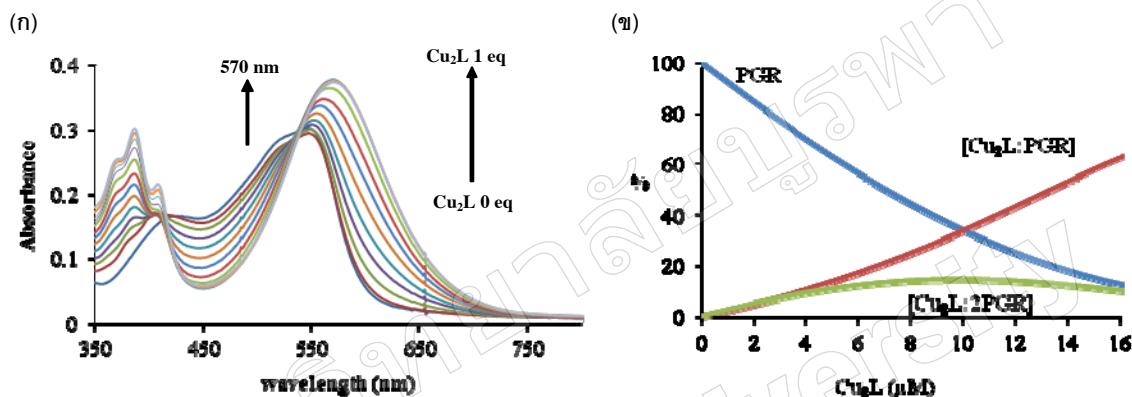 (ก)
(ข)
570 nm
Cu₂L 1 eq
Cu₂L 0 eq
0.4
0.3
0.2
0.1
0
Absorbance
350
450
550
650
750
wavelength (nm)
100
80
60
40
20
0
%
PGR
[Cu₂L:PGR]
[Cu₂L:2PGR]
0
2
4
6
8
10
12
14
16
Cu₂L (μM)